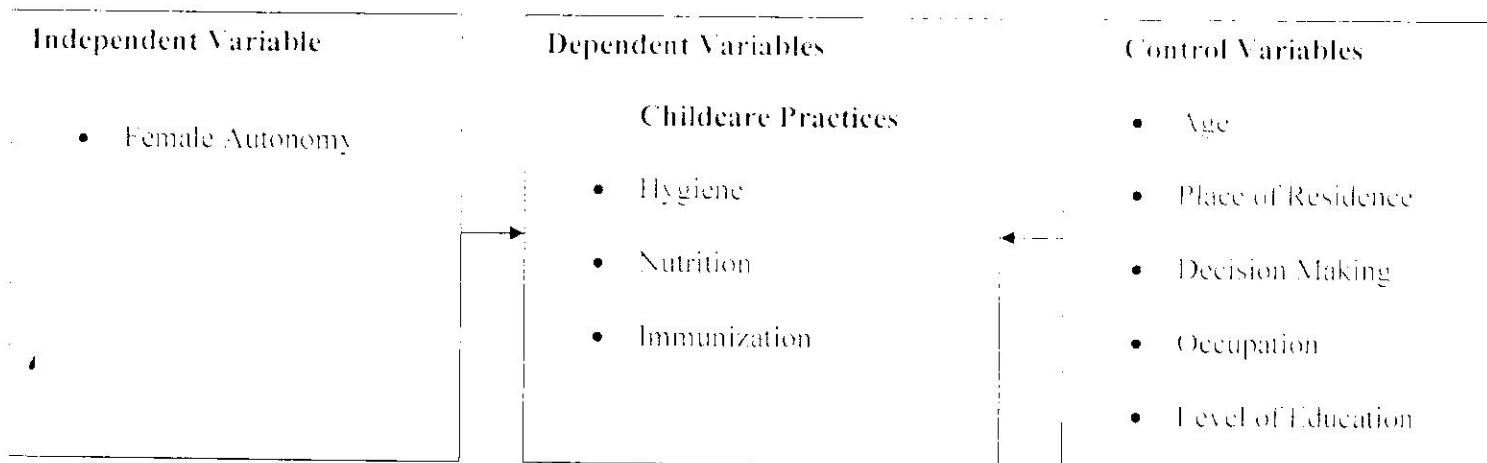 Independent Variable
• Female Autonomy
Dependent Variables
Childcare Practices
• Hygiene
• Nutrition
• Immunization
Control Variables
• Age
• Place of Residence
• Decision Making
• Occupation
• Level of Education